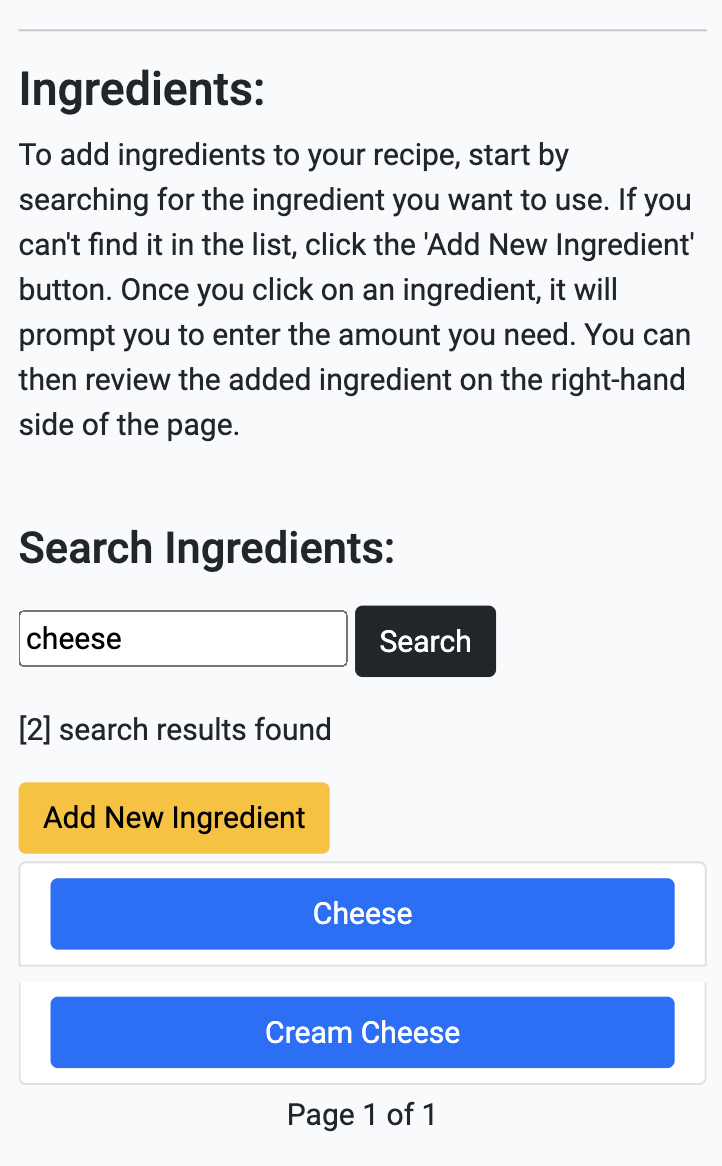 Ingredients:
To add ingredients to your recipe, start by
searching for the ingredient you want to use. If you
can't find it in the list, click the 'Add New Ingredient'
button. Once you click on an ingredient, it will
prompt you to enter the amount you need. You can
then review the added ingredient on the right-hand
side of the page.
Search Ingredients:
cheese Search
[2] search results found
Add New Ingredient
Cheese
Cream Cheese
Page 1 of 1